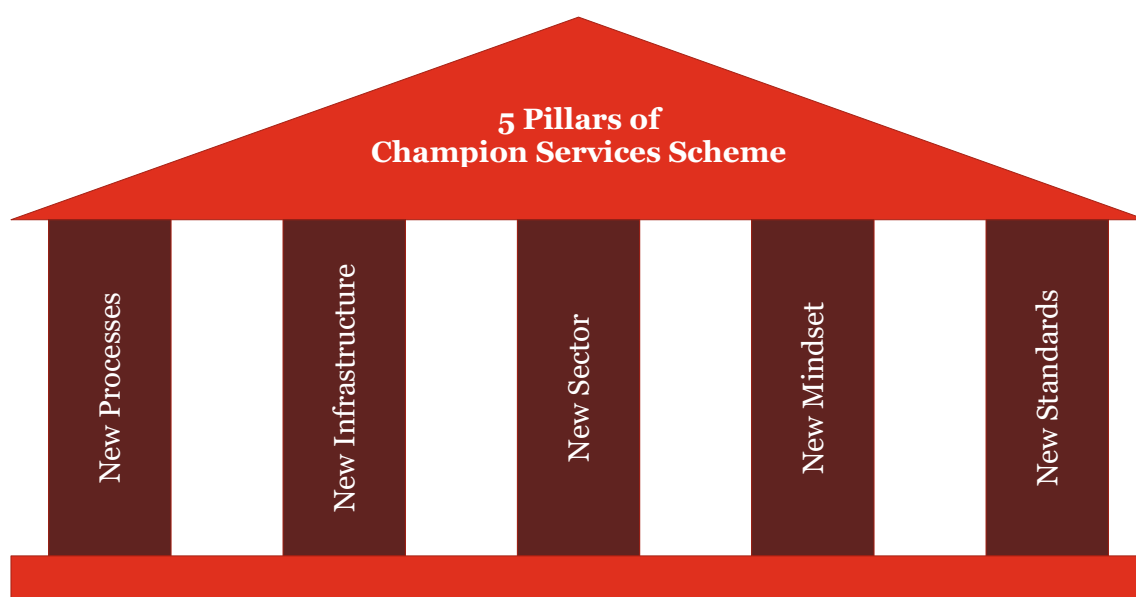 5 Pillars of
Champion Services Scheme
New Processes
New Infrastructure
New Sector
New Mindset
New Standards